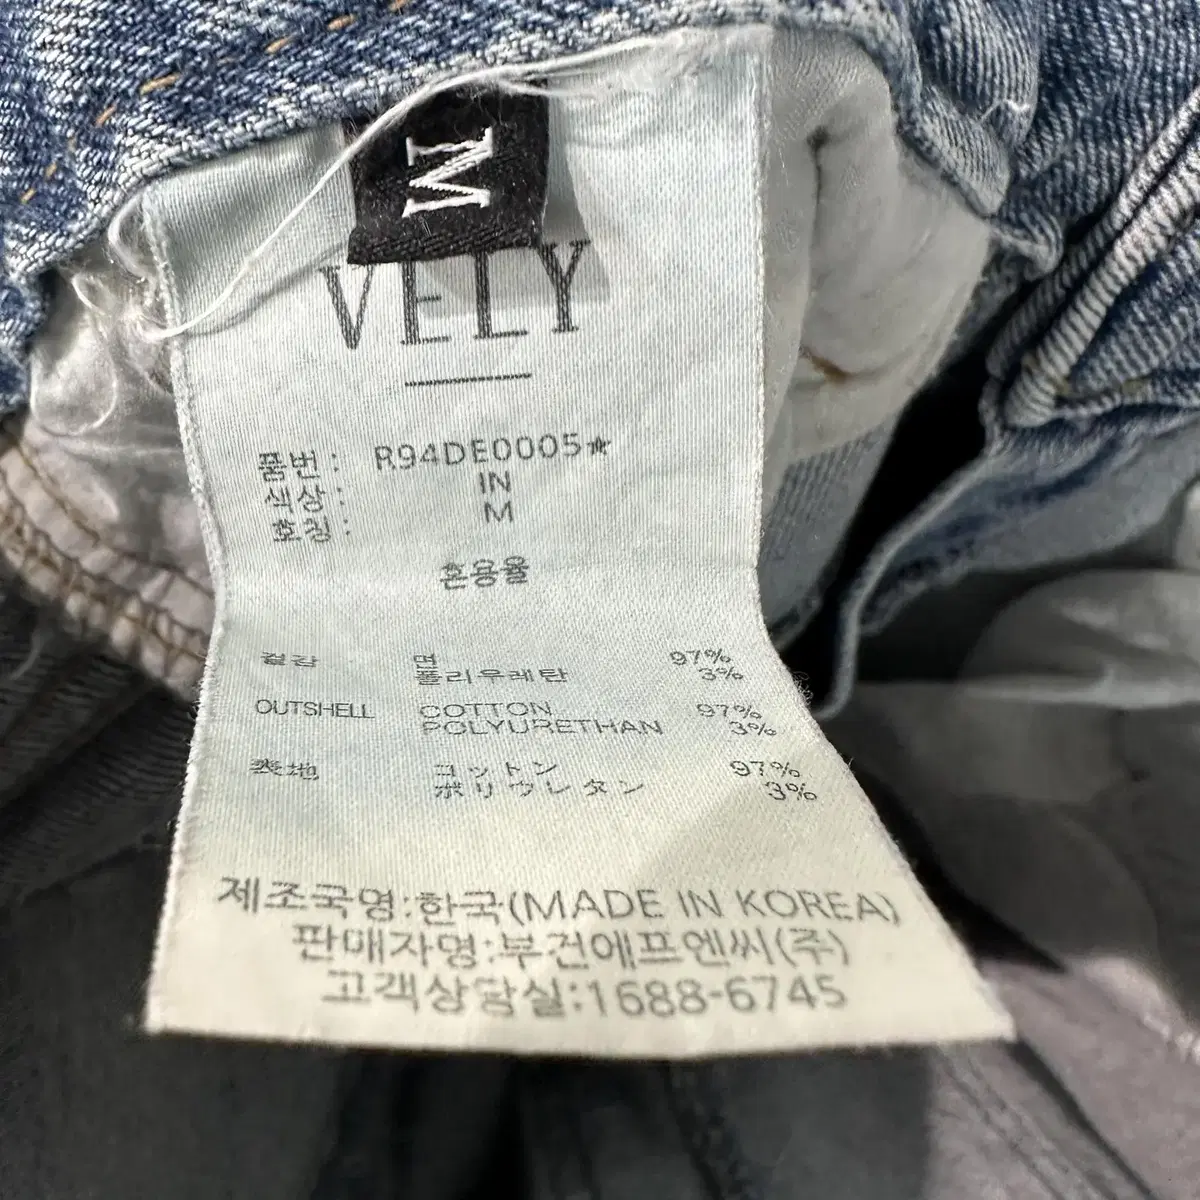 M
VELY
품번: R94DE0005★
색상: IN
호칭: M
혼용율
겉감 면 97%
폴리우레탄 3%
OUTSHELL COTTON 97%
POLYURETHAN 3%
表地 コットン 97%
ポリウレタン 3%
제조국명:한국(MADE IN KOREA)
판매자명:부건에프엔씨(주)
고객상담실:1688-6745